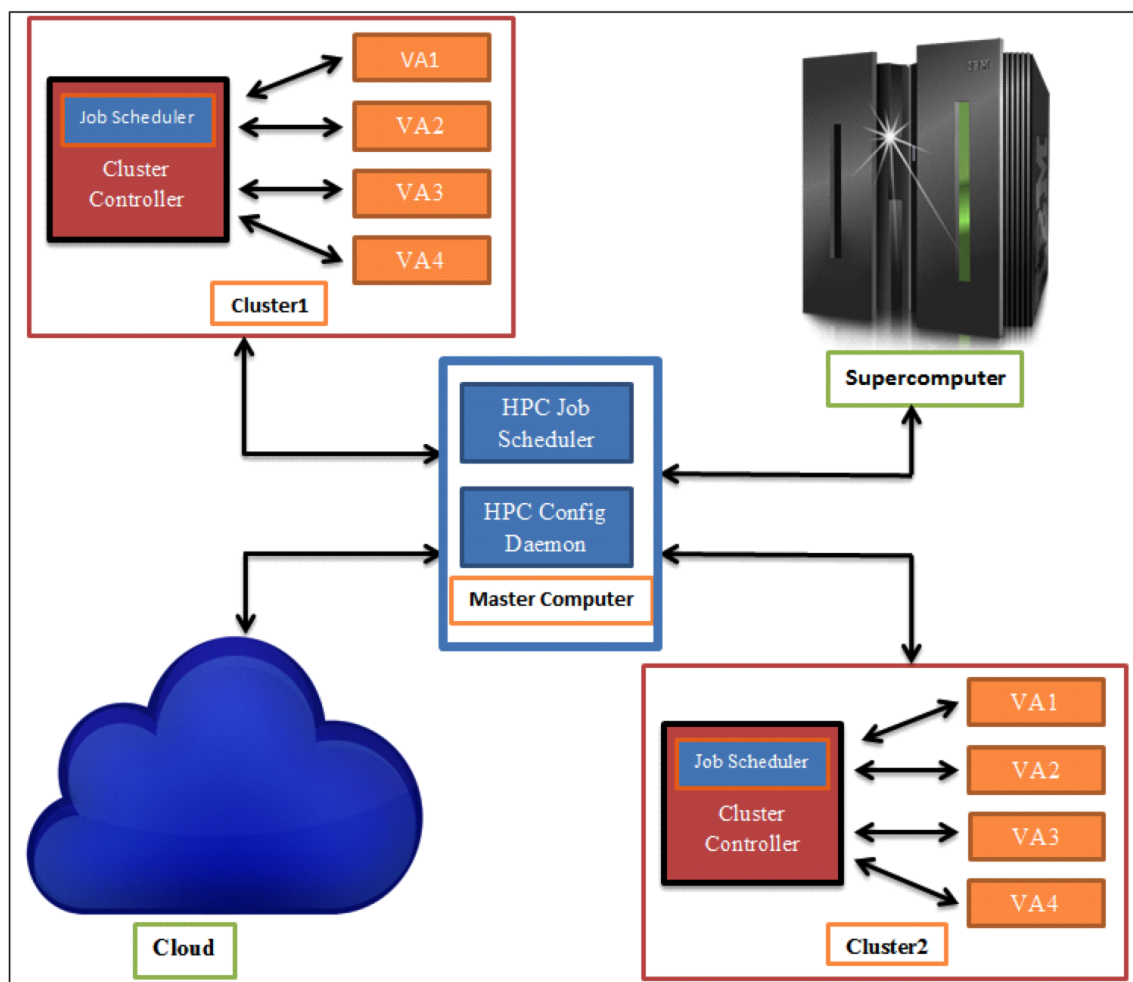 VA1
Job Scheduler
VA2
Cluster
Controller
VA3
VA4
Cluster1
IBM
Supercomputer
HPC Job
Scheduler
HPC Config
Daemon
Master Computer
Cloud
VA1
Job Scheduler
VA2
Cluster
Controller
VA3
VA4
Cluster2